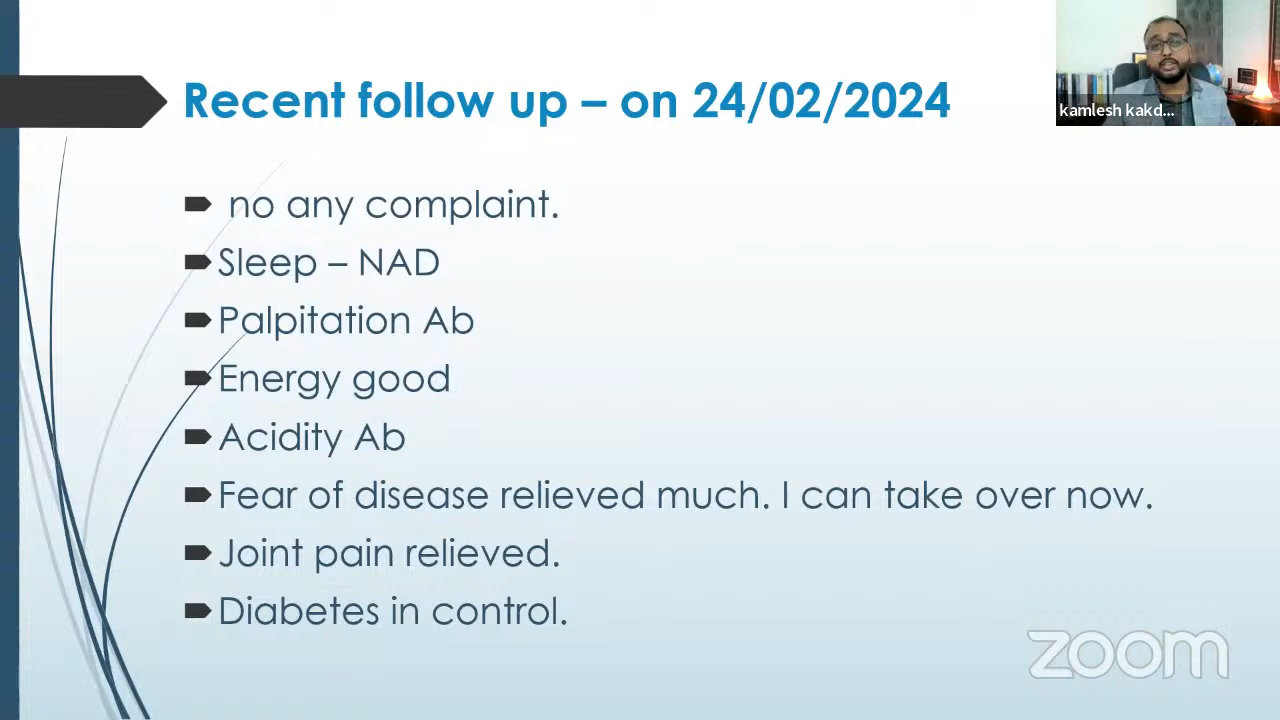 Recent follow up – on 24/02/2024
kamlesh kakd...
no any complaint.
Sleep – NAD
Palpitation Ab
Energy good
Acidity Ab
Fear of disease relieved much. I can take over now.
Joint pain relieved.
Diabetes in control.
zoom